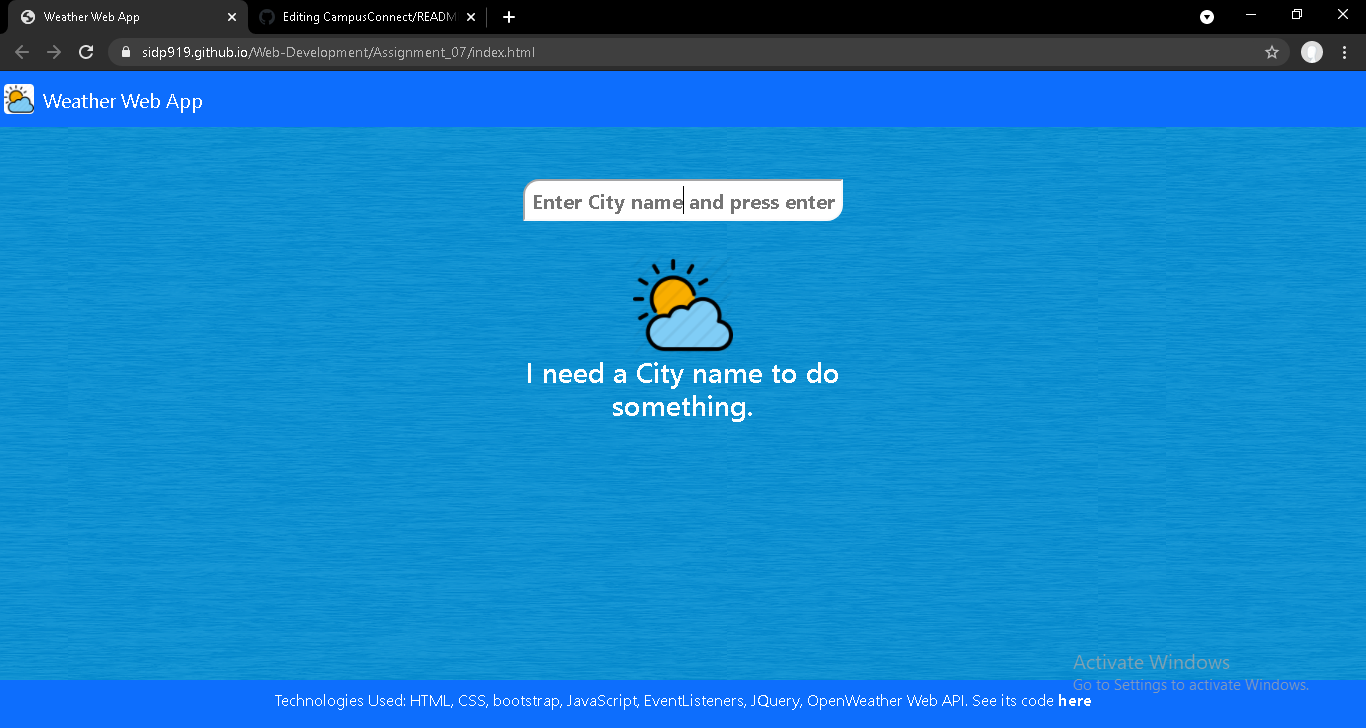 Weather Web App
Editing CampusConnect/READM
sidp919.github.io/Web-Development/Assignment_07/index.html
Weather Web App
Enter City name and press enter
I need a City name to do
something.
Activate Windows
Go to Settings to activate Windows.
Technologies Used: HTML, CSS, bootstrap, JavaScript, EventListeners, JQuery, OpenWeather Web API. See its code here